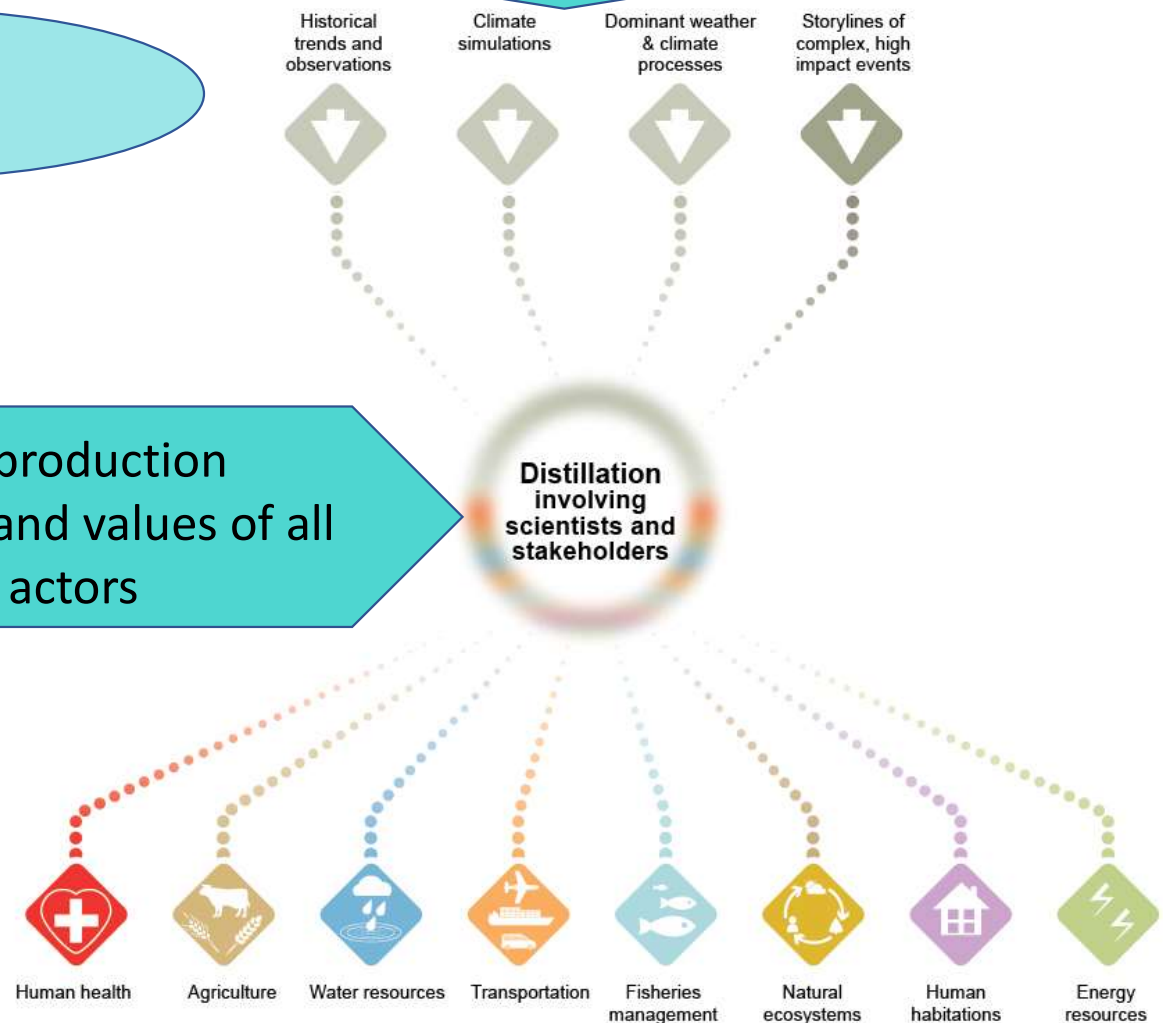 Historical
trends and
observations
Climate
simulations
Dominant weather
& climate
processes
Storylines of
complex, high
impact events
production
and values of all
actors
Distillation
involving
scientists and
stakeholders
Human health
Agriculture
Water resources
Transportation
Fisheries
management
Natural
ecosystems
Human
habitations
Energy
resources